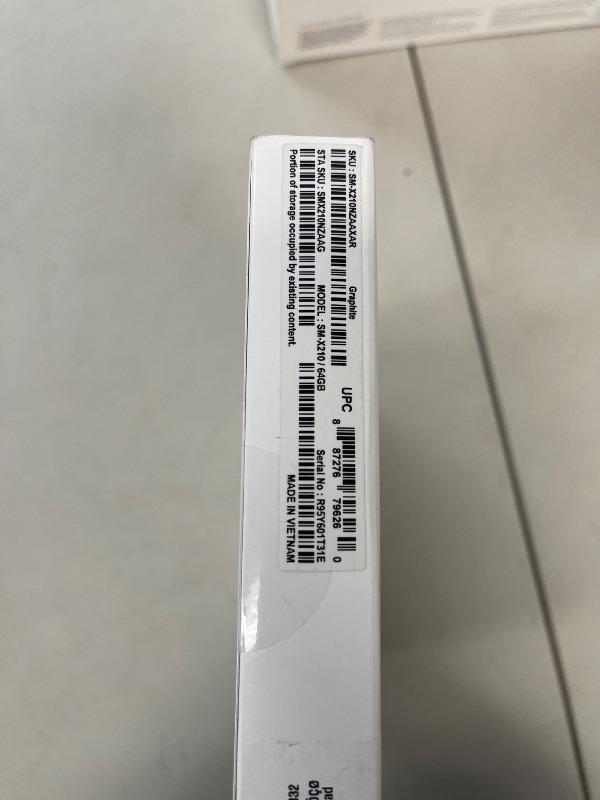 SKU : SM-X210NZAAXAR
Graphite
STA SKU : SMX210NZAAG
MODEL : SM-X210 / 64GB
Portion of storage occupied by existing content.
UPC
8 87276 79626 0
Serial No : R95Y601T31E
MADE IN VIETNAM